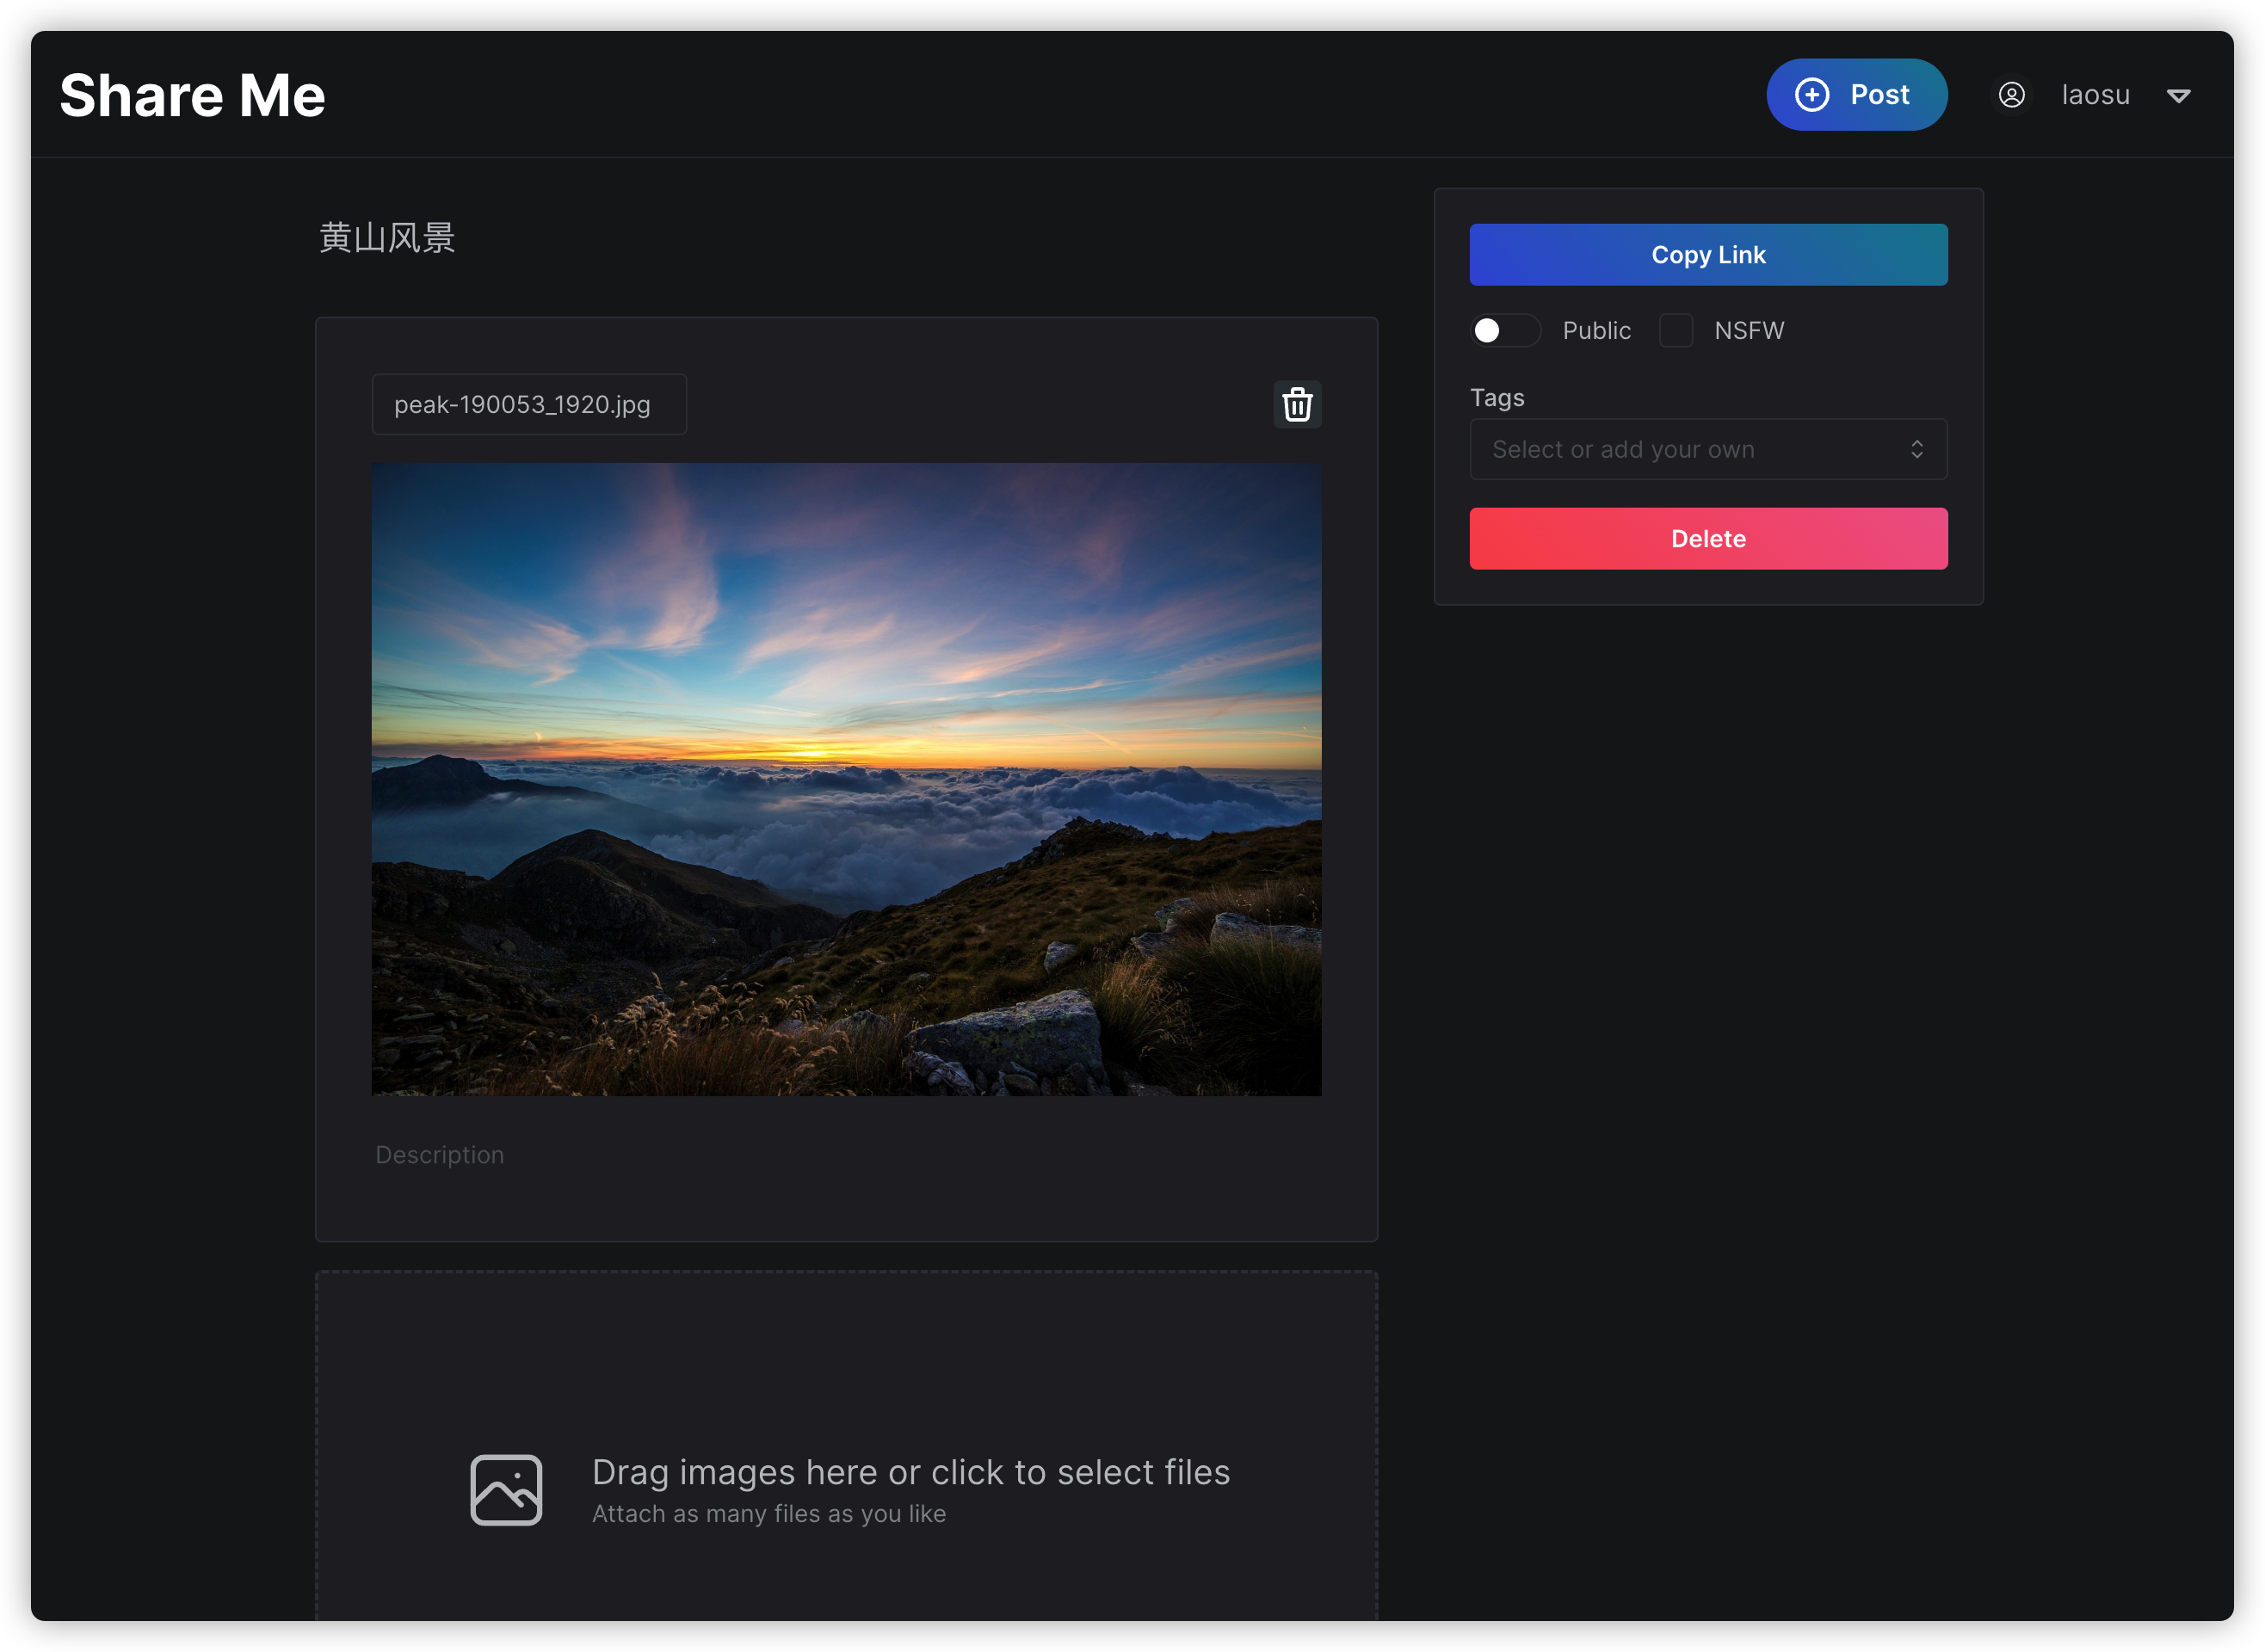 Share Me
Post
laosu
黄山风景
Copy Link
Public
NSFW
Tags
Select or add your own
Delete
peak-190053_1920.jpg
Description
Drag images here or click to select files
Attach as many files as you like